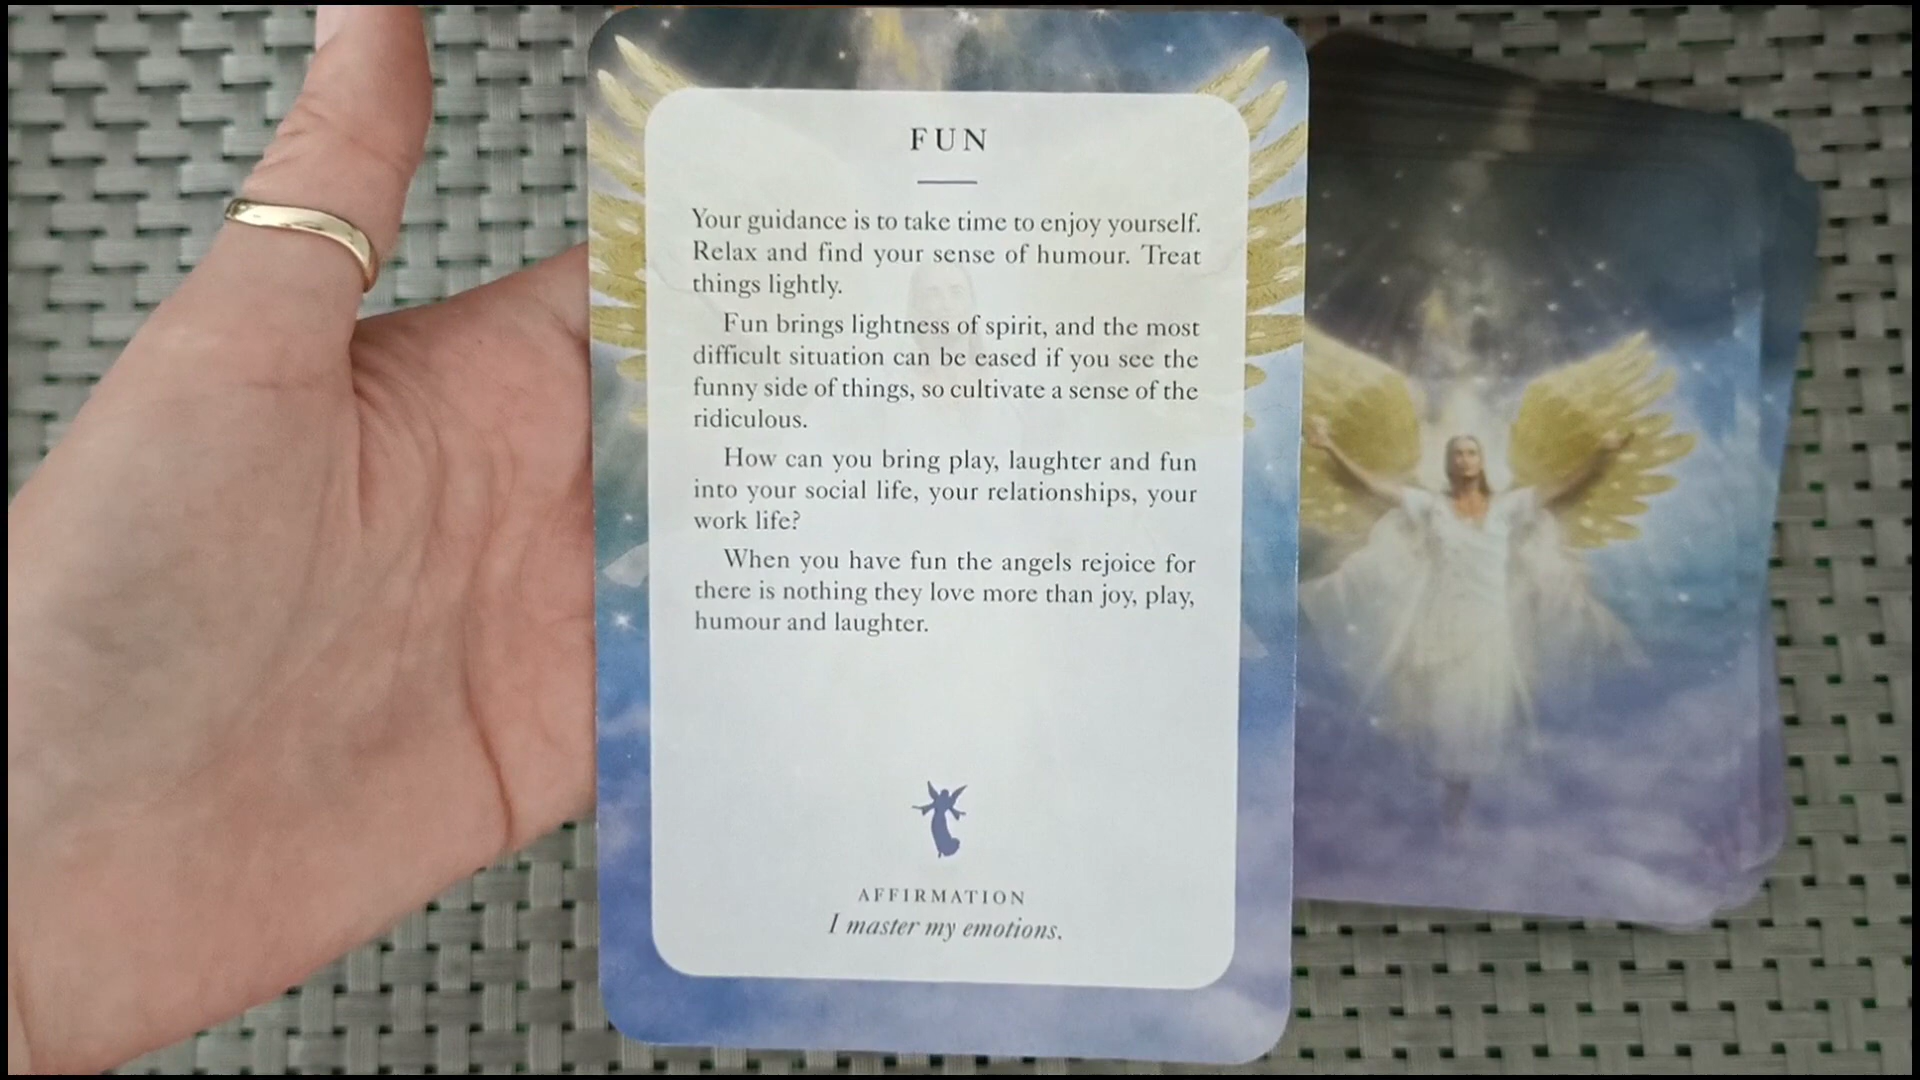 FUN
Your guidance is to take time to enjoy yourself.
Relax and find your sense of humour. Treat
things lightly.
Fun brings lightness of spirit, and the most
difficult situation can be eased if you see the
funny side of things, so cultivate a sense of the
ridiculous.
How can you bring play, laughter and fun
into your social life, your relationships, your
work life?
When you have fun the angels rejoice for
there is nothing they love more than joy, play,
humour and laughter.
AFFIRMATION
I master my emotions.